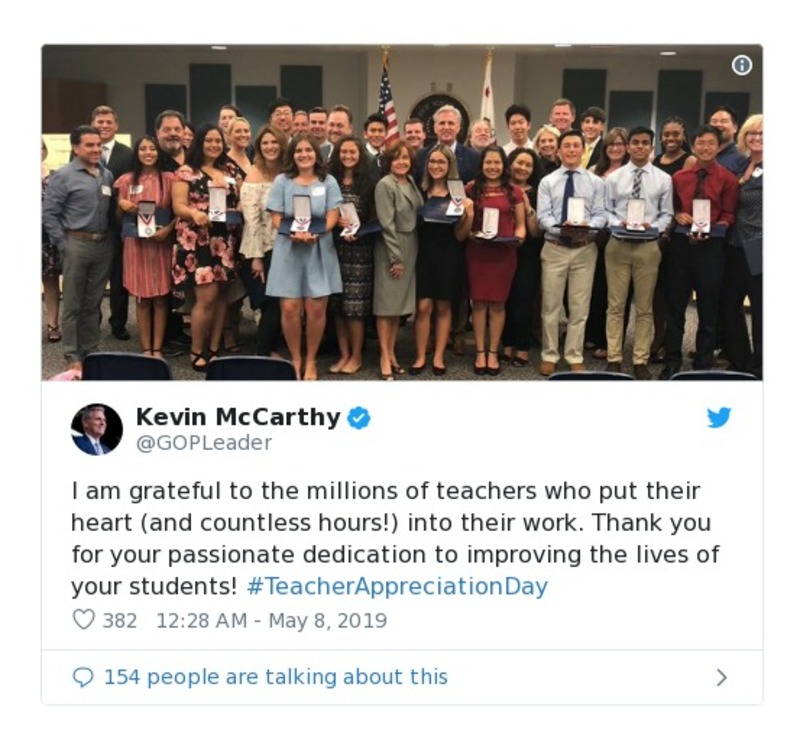 Kevin McCarthy
@GOPLeader
I am grateful to the millions of teachers who put their
heart (and countless hours!) into their work. Thank you
for your passionate dedication to improving the lives of
your students! #TeacherAppreciationDay
382 12:28 AM - May 8, 2019
154 people are talking about this